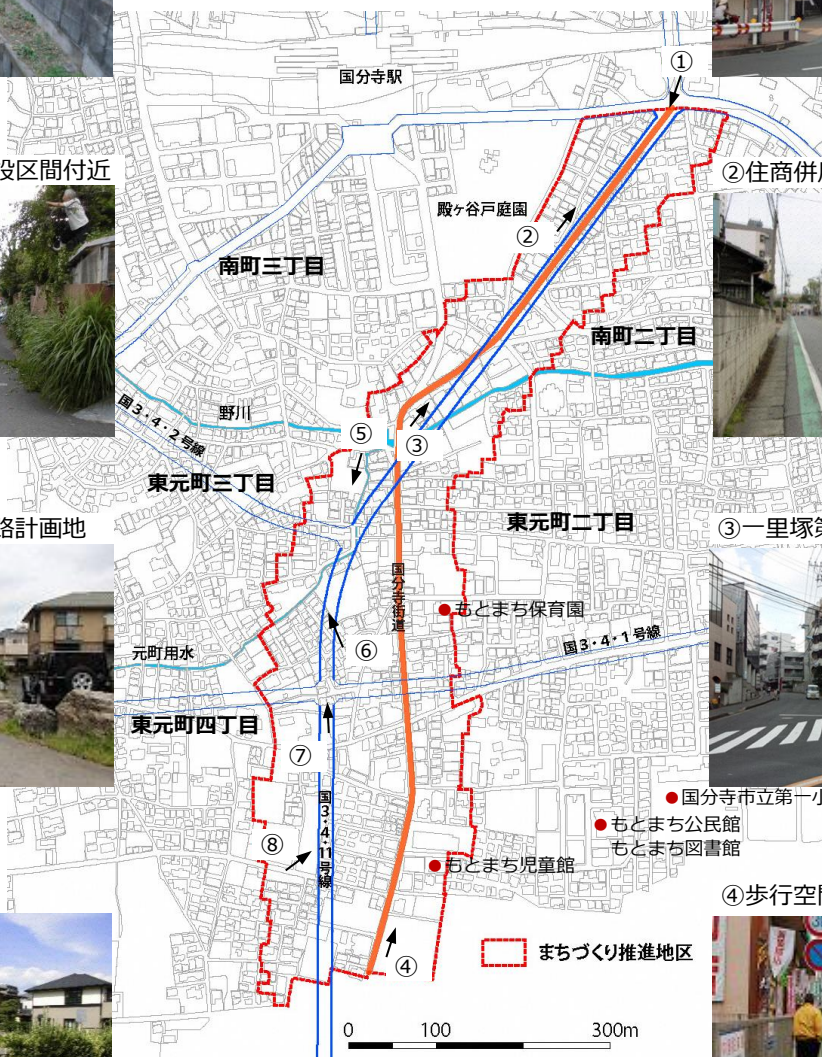 ①
国分寺駅
設区間付近
②住商併
殿ヶ谷戸庭園
②
南町三丁目
南町二丁目
野川
国3・4・2号線
⑤
③
東元町三丁目
東元町二丁目
路計画地
③一里塚第
国分寺街道
もとまち保育園
元町用水
⑥
国3・4・1号線
東元町四丁目
⑦
国3・4・11号線
国分寺市立第一小
もとまち公民館
もとまち図書館
⑧
もとまち児童館
④歩行空間
④
まちづくり推進地区
0 100 300m